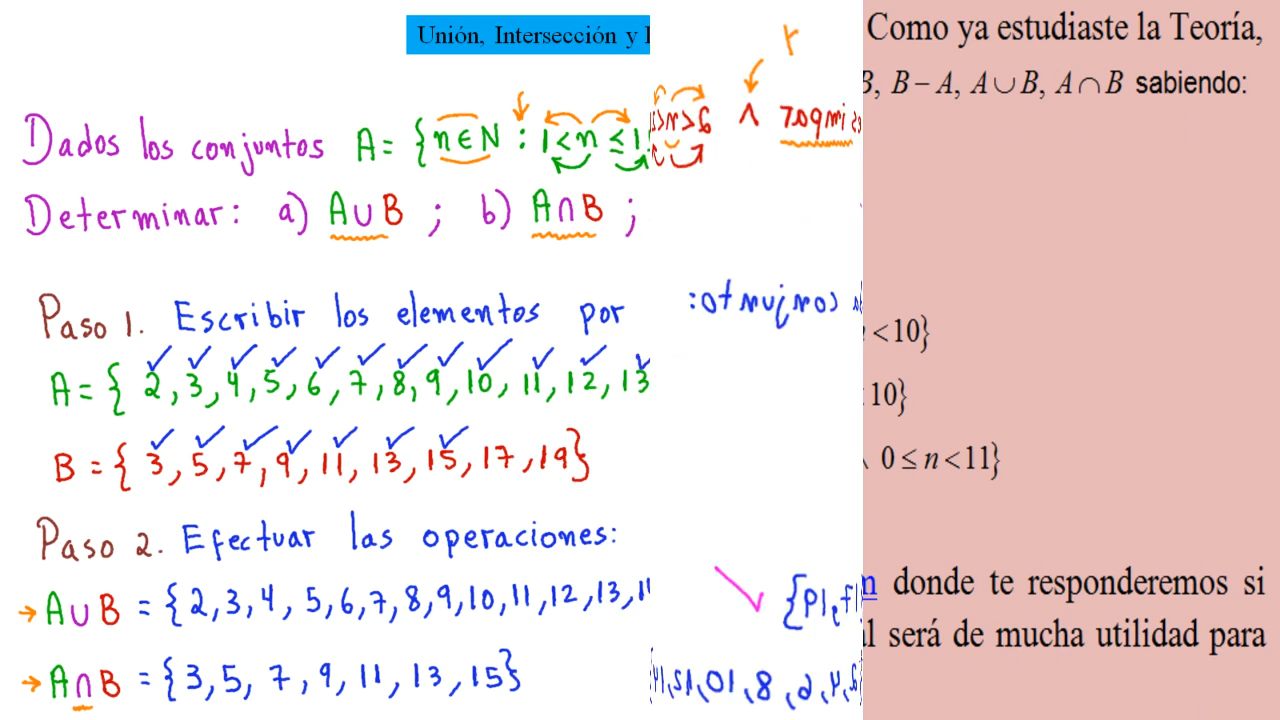 Unión, Intersección y
Como ya estudiaste la Teoría,
B, B − A, A ∪ B, A ∩ B sabiendo:
Dados los conjuntos A = {n ∈ N : 1 < n ≤ 1
Determinar: a) A ∪ B ; b) A ∩ B ;
Paso 1. Escribir los elementos por
< 10}
A = { 2, 3, 4, 5, 6, 7, 8, 9, 10, 11, 12, 13
10}
B = { 3, 5, 7, 9, 11, 13, 15, 17, 19}
0 ≤ n < 11}
Paso 2. Efectuar las operaciones:
donde te responderemos si
A ∪ B = { 2, 3, 4, 5, 6, 7, 8, 9, 10, 11, 12, 13, 1
será de mucha utilidad para
A ∩ B = { 3, 5, 7, 9, 11, 13, 15}